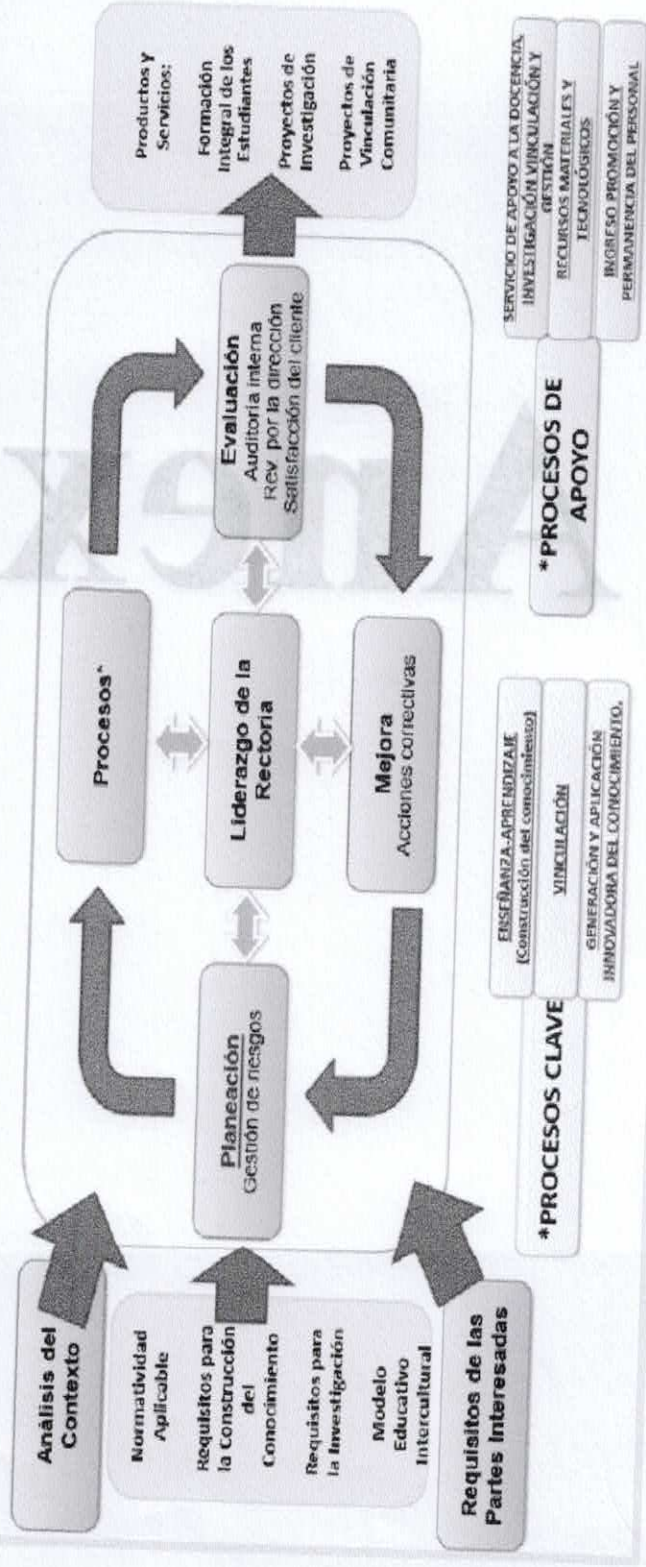 Análisis del
Contexto
Normatividad
Aplicable
Requisitos para
la Construcción
del
Conocimiento
Requisitos para
la Investigación
Modelo
Educativo
Intercultural
Requisitos de las
Partes Interesadas
Planeación
Gestión de riesgos
Procesos*
Liderazgo de la
Rectoria
Mejora
Acciones correctivas
Evaluación
Auditoria interna
Rev. por la dirección
Satisfacción del cliente
Productos y
Servicios:
Formación
Integral de los
Estudiantes
Proyectos de
Investigación
Proyectos de
Vinculación
Comunitaria
*PROCESOS CLAVE
ENSEÑANZA-APRENDIZAJE
(Construcción del conocimiento)
VINCULACIÓN
GENERACIÓN Y APLICACIÓN
INNOVADORA DEL CONOCIMIENTO.
*PROCESOS DE
APOYO
SERVICIO DE APOYO A LA DOCENCIA,
INVESTIGACIÓN VINCULACIÓN Y
GESTIÓN
RECURSOS MATERIALES Y
TECNOLÓGICOS
INGRESO PROMOCIÓN Y
PERMANENCIA DEL PERSONAL
Anex